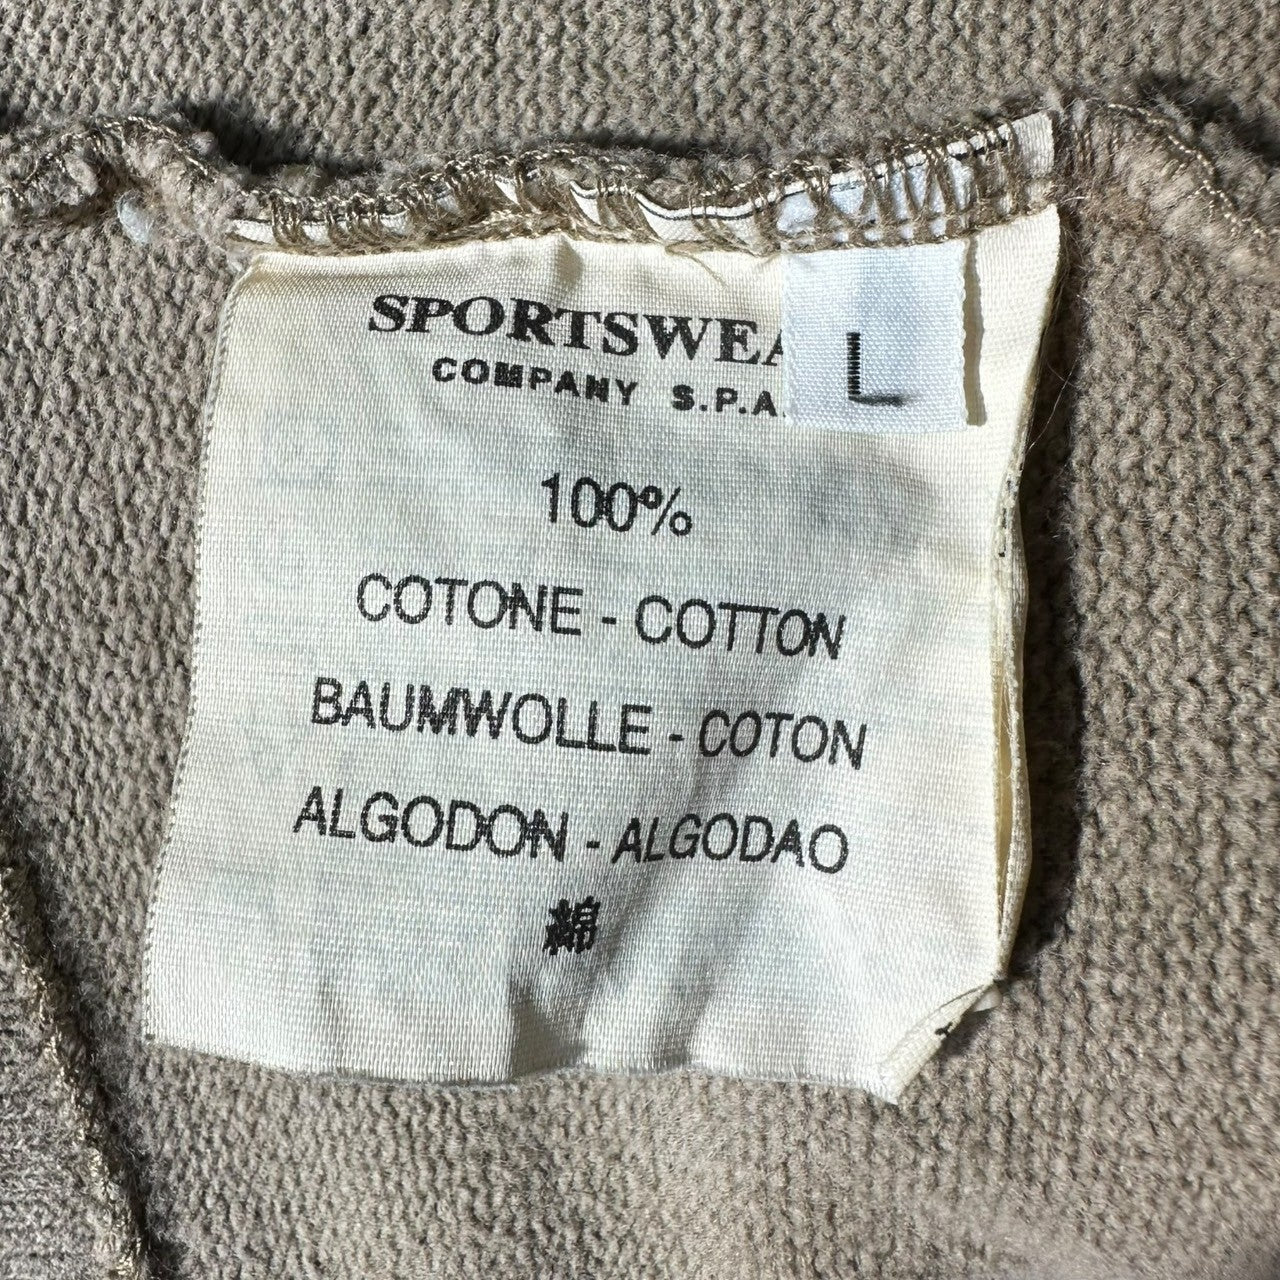 SPORTSWEA
L
COMPANY S.P.A.
100%
COTONE - COTTON
BAUMWOLLE - COTON
ALGODON - ALGODAO
綿